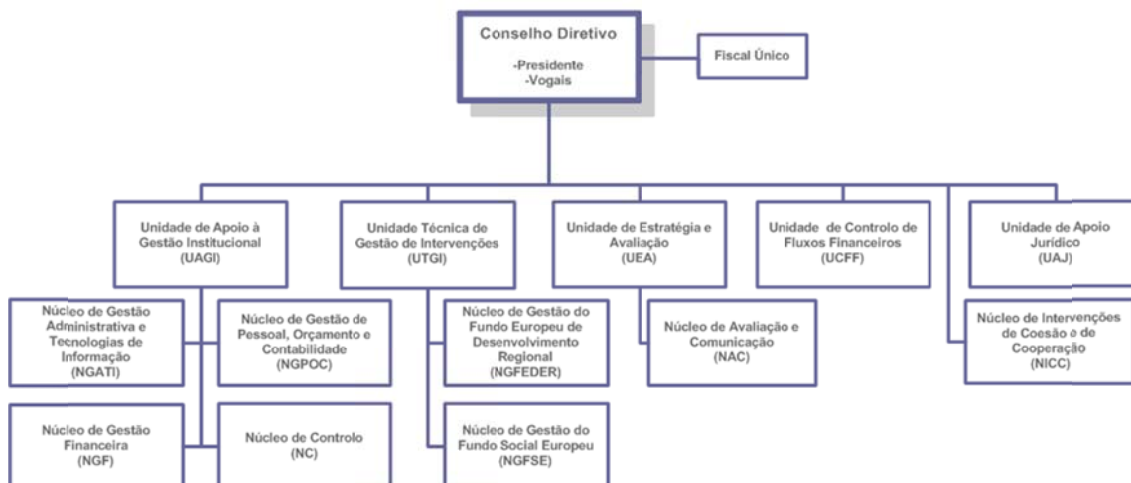 Conselho Diretivo
-Presidente
-Vogais
Fiscal Único
Unidade de Apoio à
Gestão Institucional
(UAGI)
Unidade Técnica de
Gestão de Intervenções
(UTGI)
Unidade de Estratégia e
Avaliação
(UEA)
Unidade de Controlo de
Fluxos Financeiros
(UCFF)
Unidade de Apoio
Jurídico
(UAJ)
Núcleo de Gestão
Administrativa e
Tecnologias de
Informação
(NGATI)
Núcleo de Gestão de
Pessoal, Orçamento e
Contabilidade
(NGPOC)
Núcleo de Gestão do
Fundo Europeu de
Desenvolvimento
Regional
(NGFEDER)
Núcleo de Avaliação e
Comunicação
(NAC)
Núcleo de Intervenções
de Coesão e de
Cooperação
(NICC)
Núcleo de Gestão
Financeira
(NGF)
Núcleo de Controlo
(NC)
Núcleo de Gestão do
Fundo Social Europeu
(NGFSE)